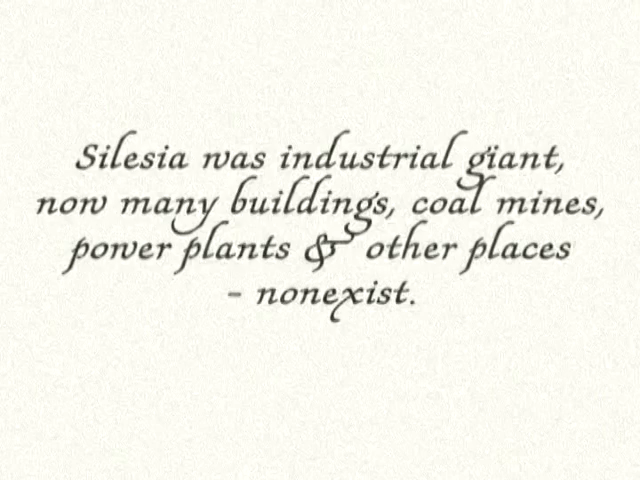 Silesia was industrial giant,
now many buildings, coal mines,
power plants & other places
- nonexist.